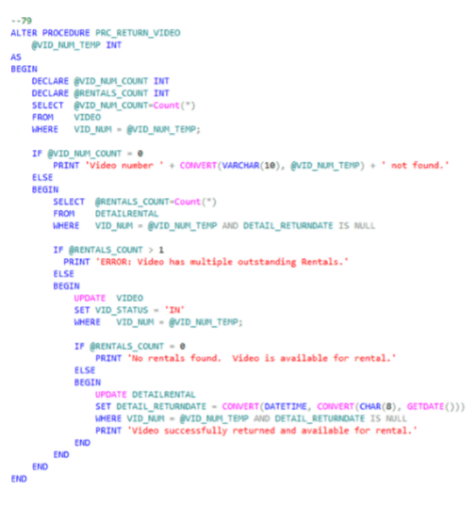 --79
ALTER PROCEDURE PRC_RETURN_VIDEO
    @VID_NUM_TEMP INT
AS
BEGIN
    DECLARE @VID_NUM_COUNT INT
    DECLARE @RENTALS_COUNT INT
    SELECT  @VID_NUM_COUNT=Count(*)
    FROM    VIDEO
    WHERE   VID_NUM = @VID_NUM_TEMP;

    IF @VID_NUM_COUNT = 0
        PRINT 'Video number ' + CONVERT(VARCHAR(10), @VID_NUM_TEMP) + ' not found.'
    ELSE
    BEGIN
        SELECT  @RENTALS_COUNT=Count(*)
        FROM    DETAILRENTAL
        WHERE   VID_NUM = @VID_NUM_TEMP AND DETAIL_RETURNDATE IS NULL

        IF @RENTALS_COUNT > 1
          PRINT 'ERROR: Video has multiple outstanding Rentals.'
        ELSE
        BEGIN
            UPDATE  VIDEO
            SET VID_STATUS = 'IN'
            WHERE   VID_NUM = @VID_NUM_TEMP;

            IF @RENTALS_COUNT = 0
                PRINT 'No rentals found.  Video is available for rental.'
            ELSE
            BEGIN
                UPDATE DETAILRENTAL
                SET DETAIL_RETURNDATE = CONVERT(DATETIME, CONVERT(CHAR(8), GETDATE()))
                WHERE VID_NUM = @VID_NUM_TEMP AND DETAIL_RETURNDATE IS NULL
                PRINT 'Video successfully returned and available for rental.'
            END
        END
    END
END